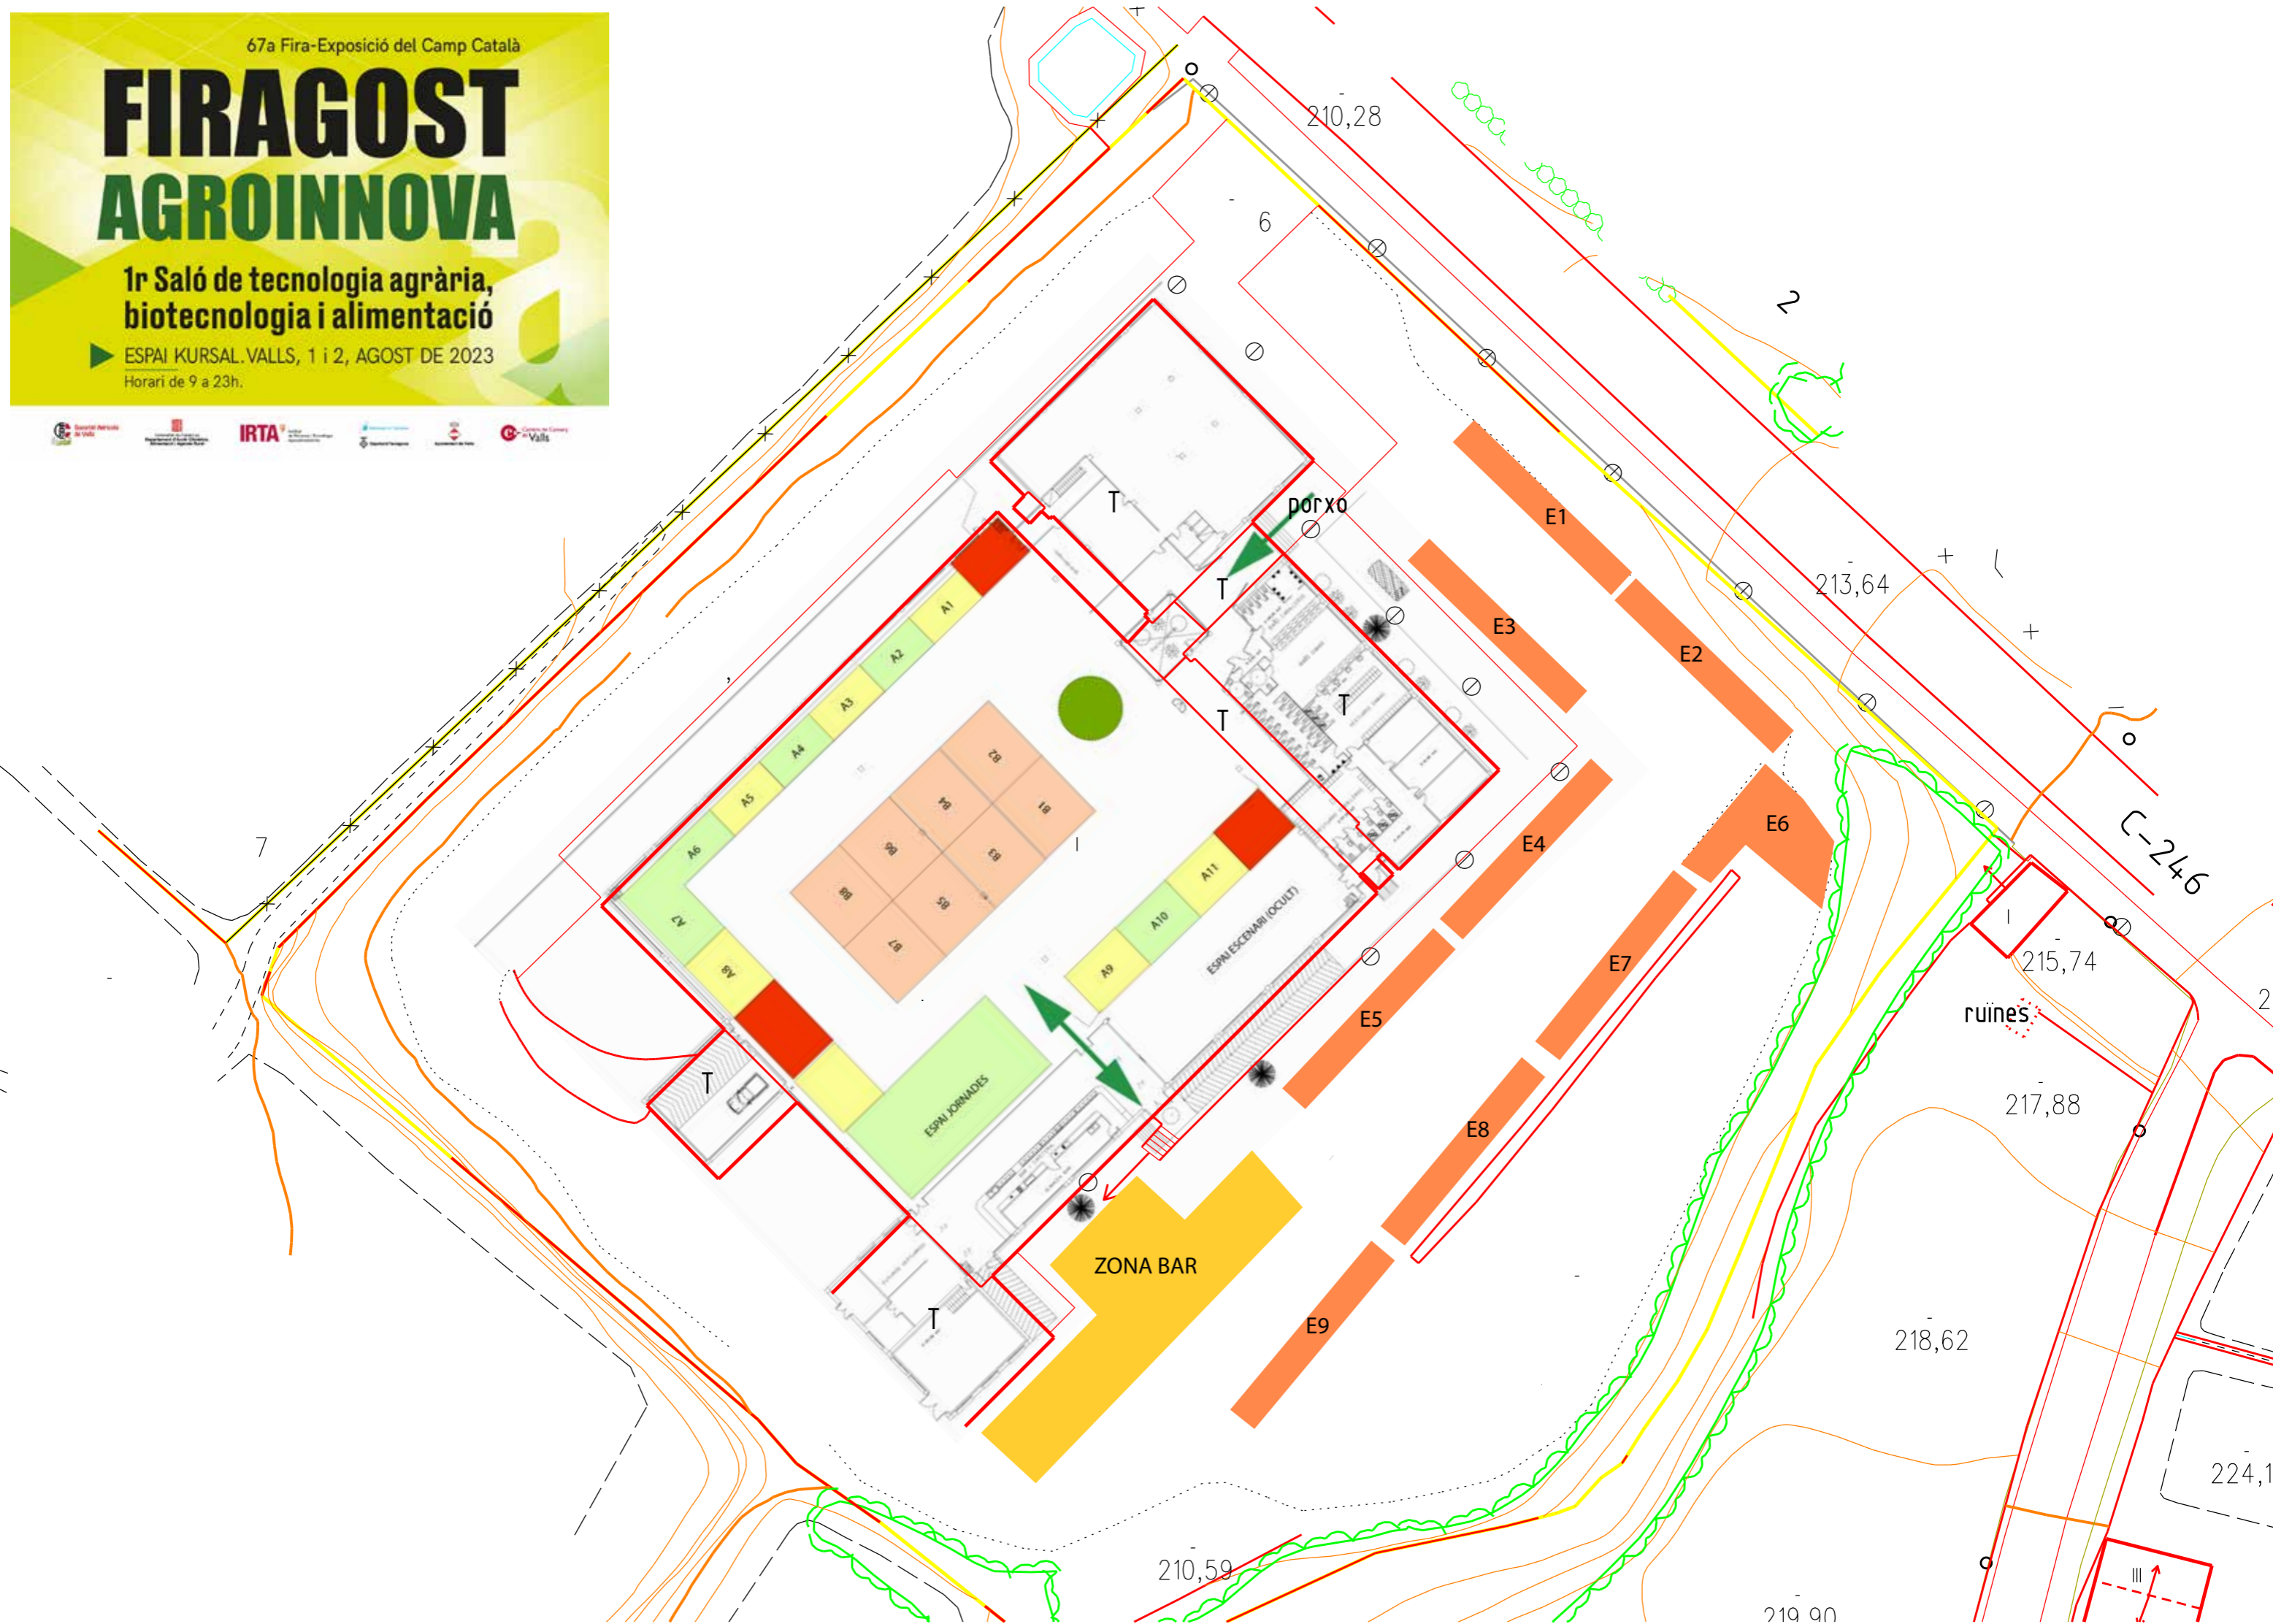 67a Fira-Exposició del Camp Català
FIRAGOST
AGROINNOVA
1r Saló de tecnologia agrària,
biotecnologia i alimentació
ESPAI KURSAL.VALLS, 1 i 2, AGOST DE 2023
Horari de 9 a 23h.
IRTA
Valls
210,28
6
2
porxo
T
T
T
T
E1
E2
E3
213,64
A1
A2
A3
A4
A5
A6
A7
A8
B2
B1
B4
B3
B6
B5
B8
B7
I
A11
A10
A9
ESPAI ESCENARI (OCULT)
ESPAI JORNADES
E4
E5
E6
E7
E8
E9
C-246
7
T
T
ZONA BAR
I
215,74
ruïnes
217,88
218,62
224,1
210,59
219,90
III
2